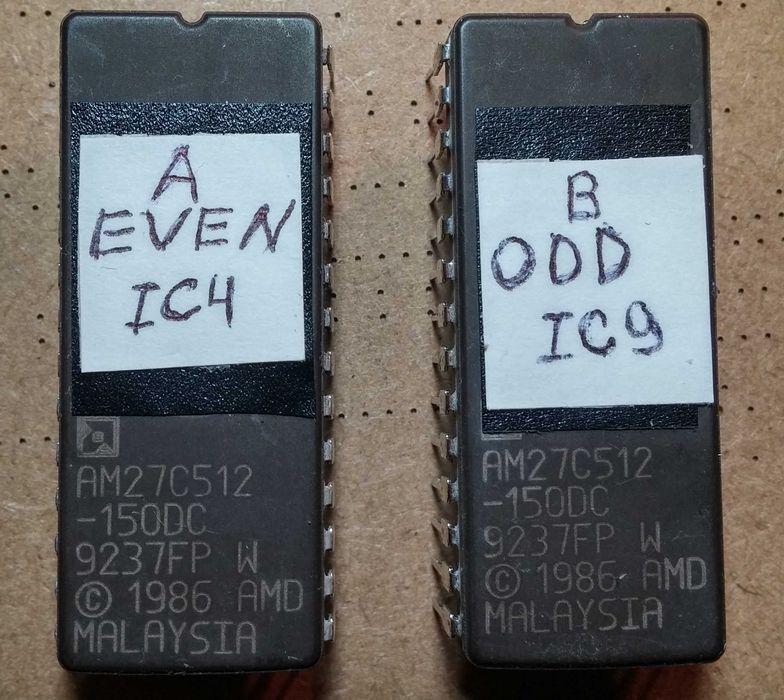 A
EVEN
IC4
AM27C512
-150DC
9237FP W
© 1986 AMD
MALAYSIA
B
ODD
IC9
AM27C512
-150DC
9237FP W
© 1986 AMD
MALAYSIA